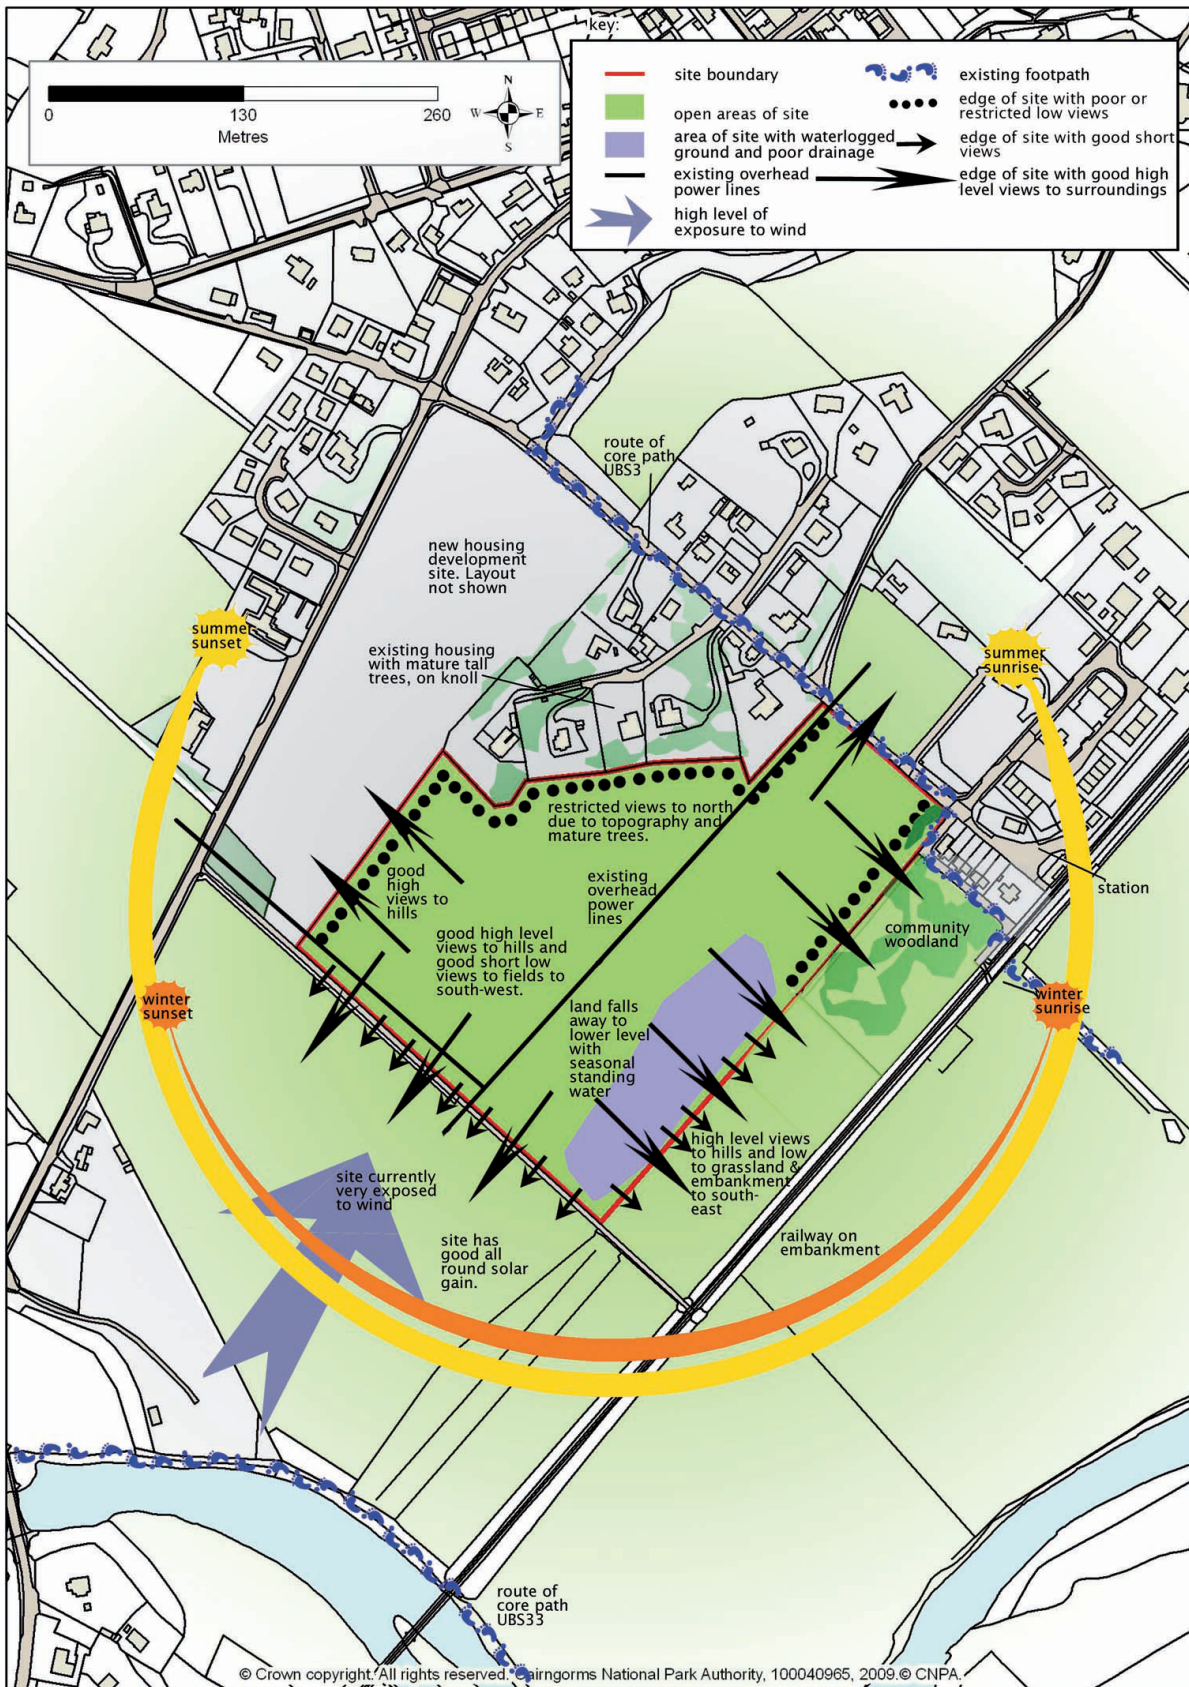 key:
site boundary
open areas of site
area of site with waterlogged
ground and poor drainage
existing overhead
power lines
high level of
exposure to wind
existing footpath
edge of site with poor or
restricted low views
edge of site with good short
views
edge of site with good high
level views to surroundings
0 130 260
Metres
N
W E
S
route of
core path
UBS3
new housing
development
site. Layout
not shown
summer
sunset
existing housing
with mature tall
trees, on knoll
summer
sunrise
restricted views to north
due to topography and
mature trees.
good
high
views to
hills
existing
overhead
power
lines
station
community
woodland
good high level
views to hills and
good short low
views to fields to
south-west.
winter
sunset
land falls
away to
lower level
with
seasonal
standing
water
winter
sunrise
high level views
to hills and low
to grassland &
embankment
to south-
east
site currently
very exposed
to wind
site has
good all
round solar
gain.
railway on
embankment
route of
core path
UBS33
© Crown copyright. All rights reserved. Cairngorms National Park Authority, 100040965, 2009.© CNPA.